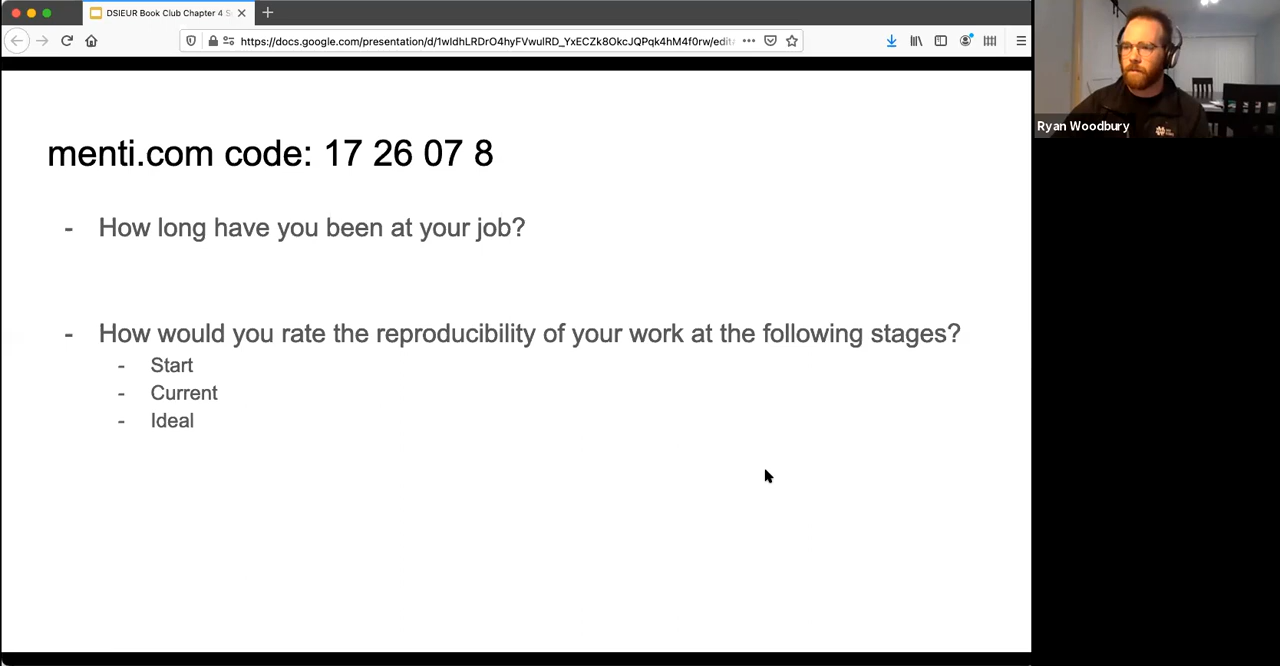 DSIEUR Book Club Chapter 4 S
https://docs.google.com/presentation/d/1wIdhLRDrO4hyFVwulRD_YxECZk8OkcJQPqk4hM4f0rw/edit
Ryan Woodbury
menti.com code: 17 26 07 8
- How long have you been at your job?
- How would you rate the reproducibility of your work at the following stages?
- Start
- Current
- Ideal